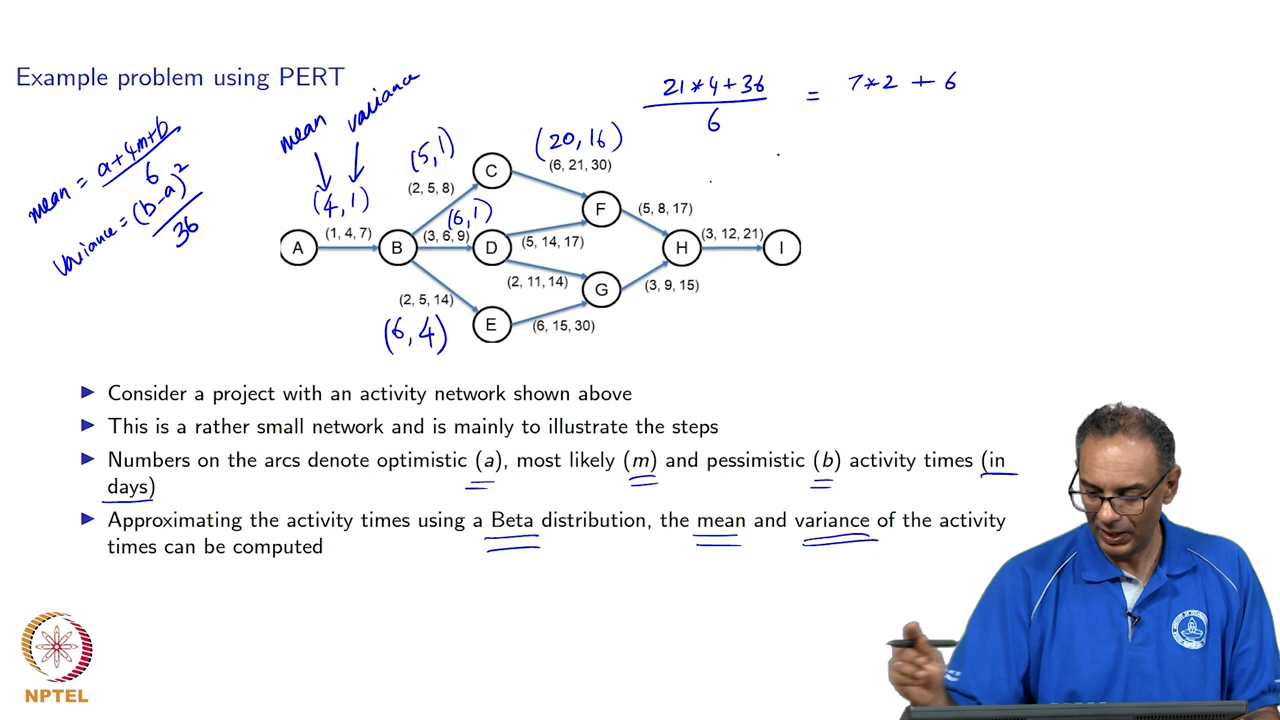 Example problem using PERT
mean = a+4m+b / 6
variance = (b-a)² / 36
mean variance
21*4+36 / 6 = 7*2 + 6
(4,1)
(5,1)
(20,16)
(6,1)
(6,4)
A
B
C
D
E
F
G
H
I
(1, 4, 7)
(2, 5, 8)
(3, 6, 9)
(2, 5, 14)
(6, 21, 30)
(5, 14, 17)
(2, 11, 14)
(6, 15, 30)
(5, 8, 17)
(3, 9, 15)
(3, 12, 21)
Consider a project with an activity network shown above
This is a rather small network and is mainly to illustrate the steps
Numbers on the arcs denote optimistic (a), most likely (m) and pessimistic (b) activity times (in
days)
Approximating the activity times using a Beta distribution, the mean and variance of the activity
times can be computed
NPTEL